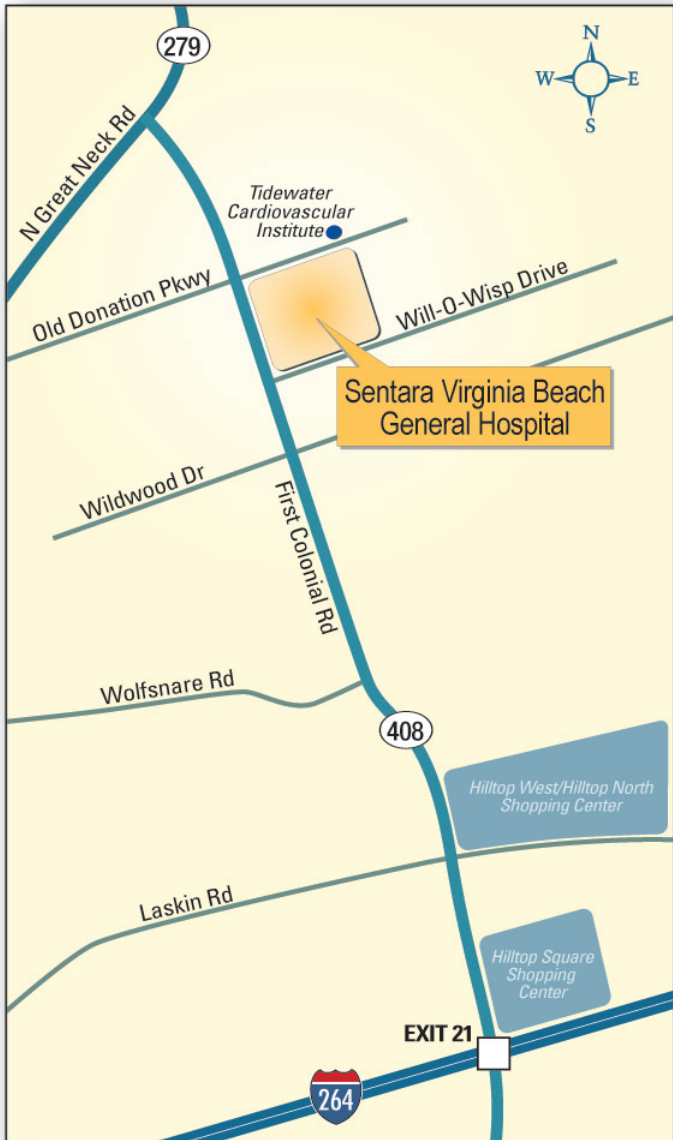 279
N
W
E
S
N Great Neck Rd
Tidewater
Cardiovascular
Institute
Old Donation Pkwy
Will-O-Wisp Drive
Sentara Virginia Beach
General Hospital
Wildwood Dr
First Colonial Rd
Wolfsnare Rd
408
Hilltop West/Hilltop North
Shopping Center
Laskin Rd
Hilltop Square
Shopping
Center
EXIT 21
264